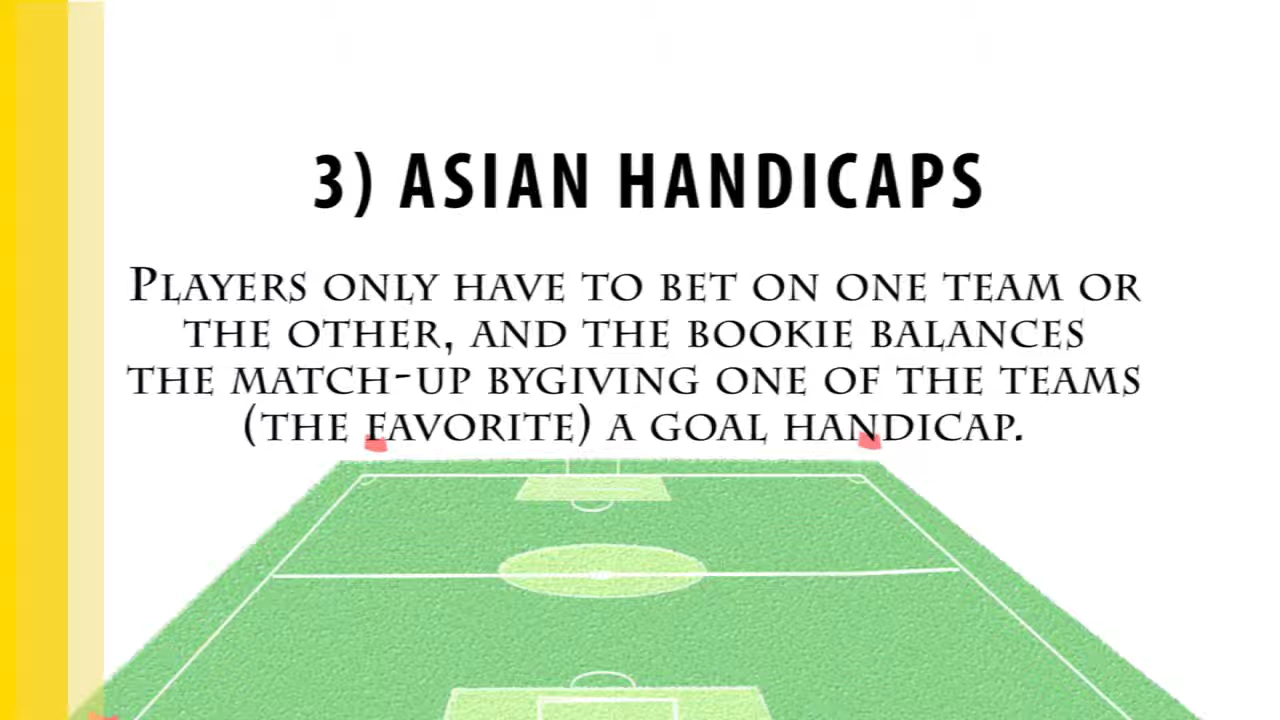 3) ASIAN HANDICAPS
PLAYERS ONLY HAVE TO BET ON ONE TEAM OR
THE OTHER, AND THE BOOKIE BALANCES
THE MATCH-UP BYGIVING ONE OF THE TEAMS
(THE FAVORITE) A GOAL HANDICAP.